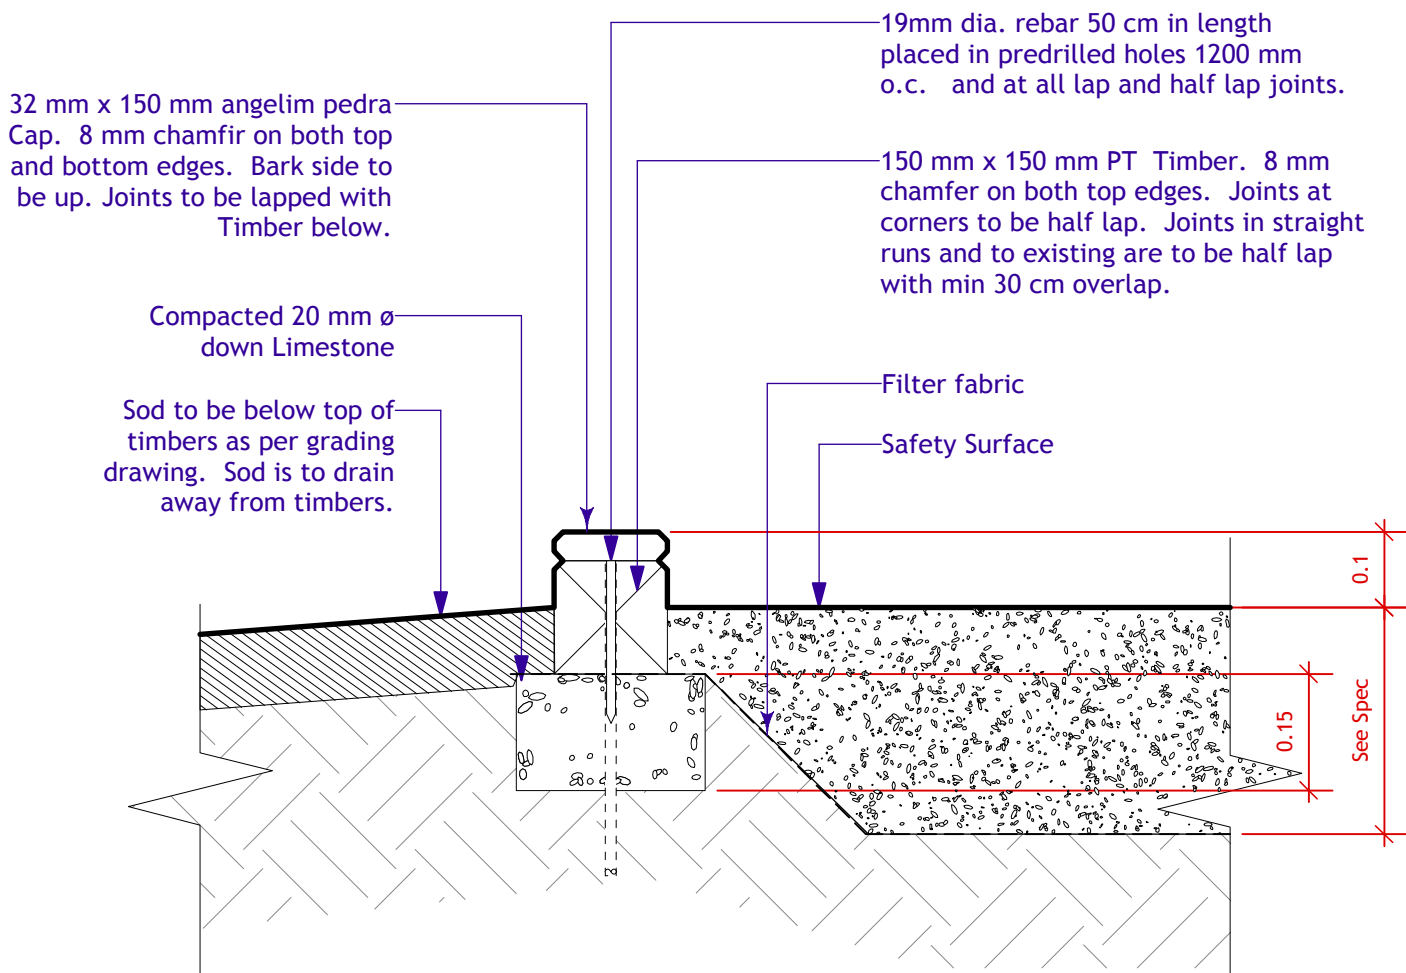 19mm dia. rebar 50 cm in length
placed in predrilled holes 1200 mm
o.c. and at all lap and half lap joints.
32 mm x 150 mm angelim pedra
Cap. 8 mm chamfir on both top
and bottom edges. Bark side to
be up. Joints to be lapped with
Timber below.
150 mm x 150 mm PT Timber. 8 mm
chamfer on both top edges. Joints at
corners to be half lap. Joints in straight
runs and to existing are to be half lap
with min 30 cm overlap.
Compacted 20 mm ø
down Limestone
Filter fabric
Sod to be below top of
timbers as per grading
drawing. Sod is to drain
away from timbers.
Safety Surface
0.1
0.15
See Spec